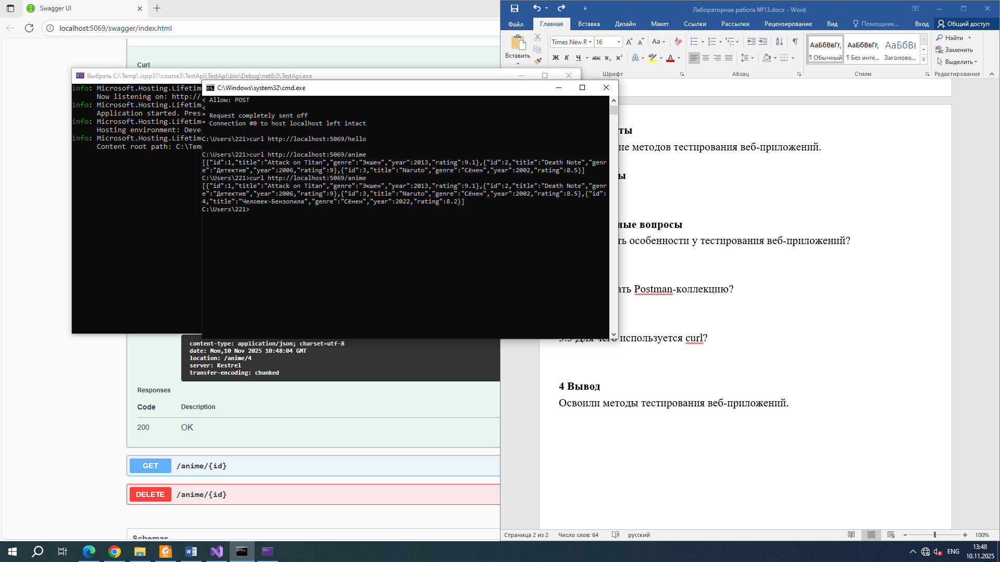 Swagger UI
localhost:5069/swagger/index.html
Curl
Выбрать C:\Temp\.ispp31\course3\TestApi\TestApi\bin\Debug\net8.0\TestApi.exe
info: Microsoft.Hosting.Lifetim
Now listening on: http://
info: Microsoft.Hosting.Lifetim
Application started. Pres
info: Microsoft.Hosting.Lifetim
Hosting environment: Deve
info: Microsoft.Hosting.Lifetim
Content root path: C:\Tem
C:\Windows\system32\cmd.exe
< Allow: POST
<
* Request completely sent off
* Connection #0 to host localhost left intact
C:\Users\221>curl http://localhost:5069/hello
C:\Users\221>curl http://localhost:5069/anime
[{"id":1,"title":"Attack on Titan","genre":"Экшен","year":2013,"rating":9.1},{"id":2,"title":"Death Note","genr
e":"Детектив","year":2006,"rating":9},{"id":3,"title":"Naruto","genre":"Сёнен","year":2002,"rating":8.5}]
C:\Users\221>curl http://localhost:5069/anime
[{"id":1,"title":"Attack on Titan","genre":"Экшен","year":2013,"rating":9.1},{"id":2,"title":"Death Note","genr
e":"Детектив","year":2006,"rating":9},{"id":3,"title":"Naruto","genre":"Сёнен","year":2002,"rating":8.5},{"id":
4,"title":"Человек-Бензопила","genre":"Сёнен","year":2022,"rating":8.2}]
C:\Users\221>
content-type: application/json; charset=utf-8
date: Mon,10 Nov 2025 10:48:04 GMT
location: /anime/4
server: Kestrel
transfer-encoding: chunked
Responses
Code Description
200 OK
GET /anime/{id}
DELETE /anime/{id}
Schemas
Лабораторная работа №13.docx - Word
Файл Главная Вставка Дизайн Макет Ссылки Рассылки Рецензирование Вид Помощник... Вход Общий доступ
Вставить
Times New R 16
Aa
Ж К Ч abc x₂ x²
Шрифт
Абзац
АаБбВвГг, АаБбВвГг, АаБбВ
¶ Обычный ¶ Без инте... Заголово...
Стили
Найти
Заменить
Выделить
Редактирование
ты
ие методов тестирования веб-приложений.
ы
ные вопросы
ть особенности у тестирования веб-приложений?
ать Postman-коллекцию?
3.3 Для чего используется curl?
4 Вывод
Освоили методы тестирования веб-приложений.
Страница 2 из 2 Число слов: 64 русский 100%
ENG
13:48
10.11.2025